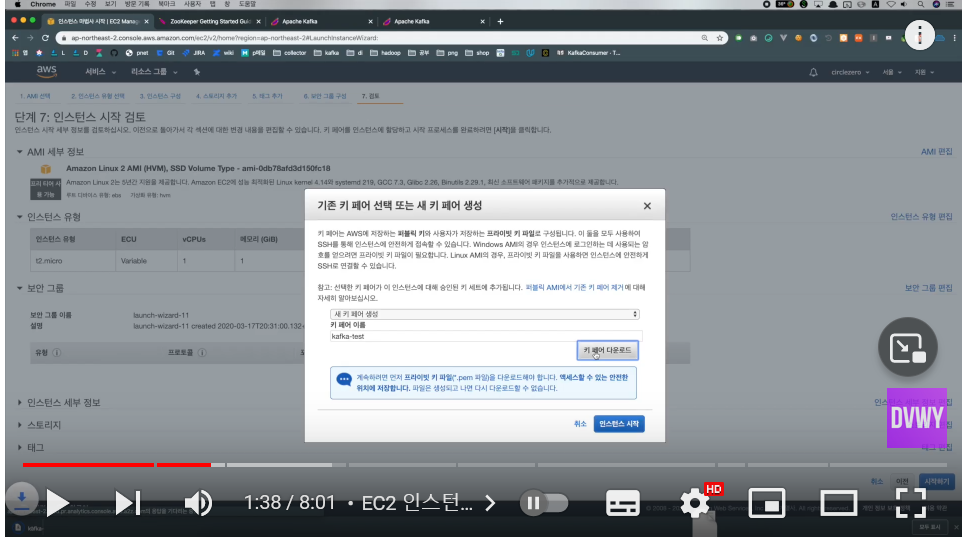 Chrome 파일 수정 보기 방문 기록 북마크 사용자 탭 창 도움말
인스턴스 마법사 시작 | EC2 Manag
ZooKeeper Getting Started Guide
Apache Kafka
Apache Kafka
ap-northeast-2.console.aws.amazon.com/ec2/v2/home?region=ap-northeast-2#LaunchInstanceWizard:
prnet Git JIRA wiki collector kafka di hadoop 공부 png shop KafkaConsumer - T...
aws 서비스 리소스 그룹 circlezero 서울 지원
1. AMI 선택 2. 인스턴스 유형 선택 3. 인스턴스 구성 4. 스토리지 추가 5. 태그 추가 6. 보안 그룹 구성 7. 검토
단계 7: 인스턴스 시작 검토
인스턴스 시작 세부 정보를 검토하십시오. 이전으로 돌아가서 각 섹션에 대한 변경 내용을 편집할 수 있습니다. 키 페어를 인스턴스에 할당하고 시작 프로세스를 완료하려면 [시작]을 클릭합니다.
AMI 세부 정보 AMI 편집
Amazon Linux 2 AMI (HVM), SSD Volume Type - ami-0db78afd3d150fc18
프리 티어 사용 가능
Amazon Linux 2는 5년간 지원을 제공합니다. Amazon EC2에 성능 최적화된 Linux kernel 4.14와 systemd 219, GCC 7.3, Glibc 2.26, Binutils 2.29.1, 최신 소프트웨어 패키지를 추가적으로 제공합니다.
루트 디바이스 유형: ebs 가상화 유형: hvm
인스턴스 유형 인스턴스 유형 편집
인스턴스 유형 ECU vCPUs 메모리 (GiB)
t2.micro Variable 1 1
보안 그룹 보안 그룹 편집
보안 그룹 이름 launch-wizard-11
설명 launch-wizard-11 created 2020-03-17T20:31:00.132+
유형 프로토콜
인스턴스 세부 정보 인스턴스 세부 정보 편집
스토리지
태그 태그 편집
기존 키 페어 선택 또는 새 키 페어 생성
키 페어는 AWS에 저장하는 퍼블릭 키와 사용자가 저장하는 프라이빗 키 파일로 구성됩니다. 이 둘을 모두 사용하여
SSH를 통해 인스턴스에 안전하게 접속할 수 있습니다. Windows AMI의 경우 인스턴스에 로그인하는 데 사용되는 암
호를 얻으려면 프라이빗 키 파일이 필요합니다. Linux AMI의 경우, 프라이빗 키 파일을 사용하면 인스턴스에 안전하게
SSH로 연결할 수 있습니다.
참고: 선택한 키 페어가 이 인스턴스에 대해 승인된 키 세트에 추가됩니다. 퍼블릭 AMI에서 기존 키 페어 제거 에 대해
자세히 알아보십시오.
새 키 페어 생성
키 페어 이름
kafka-test
키 페어 다운로드
계속하려면 먼저 프라이빗 키 파일(*.pem 파일)을 다운로드해야 합니다. 액세스할 수 있는 안전한
위치에 저장합니다. 파일은 생성되고 나면 다시 다운로드할 수 없습니다.
취소 인스턴스 시작
DVWY
취소 이전 시작하기
1:38 / 8:01 • EC2 인스턴...
HD
모두 표시